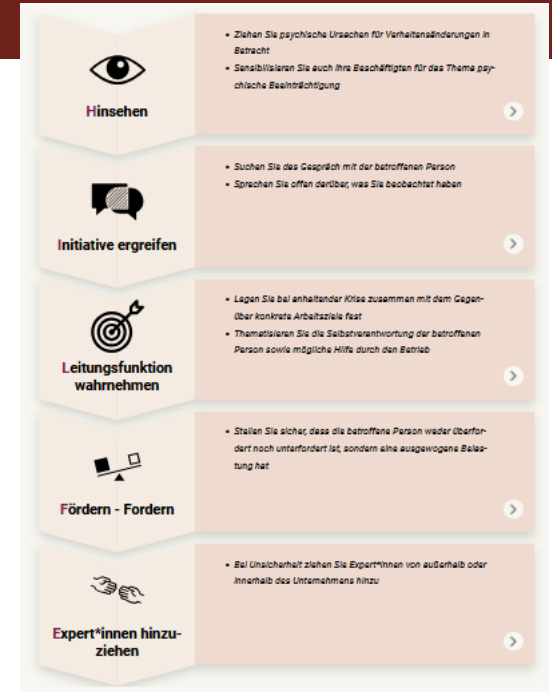 • Ziehen Sie psychische Ursachen für Verhaltensänderungen in
Betracht
• Sensibilisieren Sie auch Ihre Beschäftigten für das Thema psy-
chische Beeinträchtigung
Hinsehen
• Suchen Sie das Gespräch mit der betroffenen Person
• Sprechen Sie offen darüber, was Sie beobachtet haben
Initiative ergreifen
• Legen Sie bei anhaltender Krise zusammen mit dem Gegen-
über konkrete Arbeitsziele fest
• Thematisieren Sie die Selbstverantwortung der betroffenen
Person sowie mögliche Hilfe durch den Betrieb
Leitungsfunktion
wahrnehmen
• Stellen Sie sicher, dass die betroffene Person weder überfor-
dert noch unterfordert ist, sondern eine ausgewogene Belas-
tung hat
Fördern - Fordern
• Bei Unsicherheit ziehen Sie Expert*innen von außerhalb oder
innerhalb des Unternehmens hinzu
Expert*innen hinzu-
ziehen